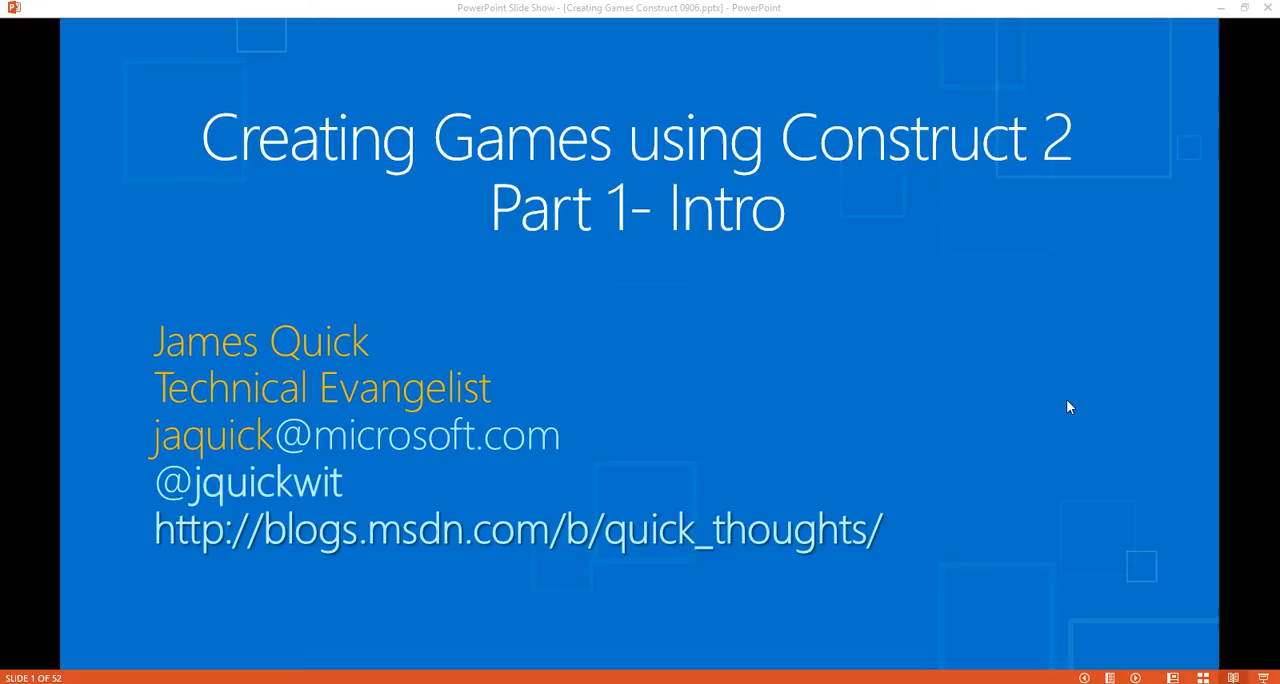 PowerPoint Slide Show - [Creating Games Construct 0906.pptx] - PowerPoint
Creating Games using Construct 2
Part 1- Intro
James Quick
Technical Evangelist
jaquick@microsoft.com
@jquickwit
http://blogs.msdn.com/b/quick_thoughts/
SLIDE 1 OF 52